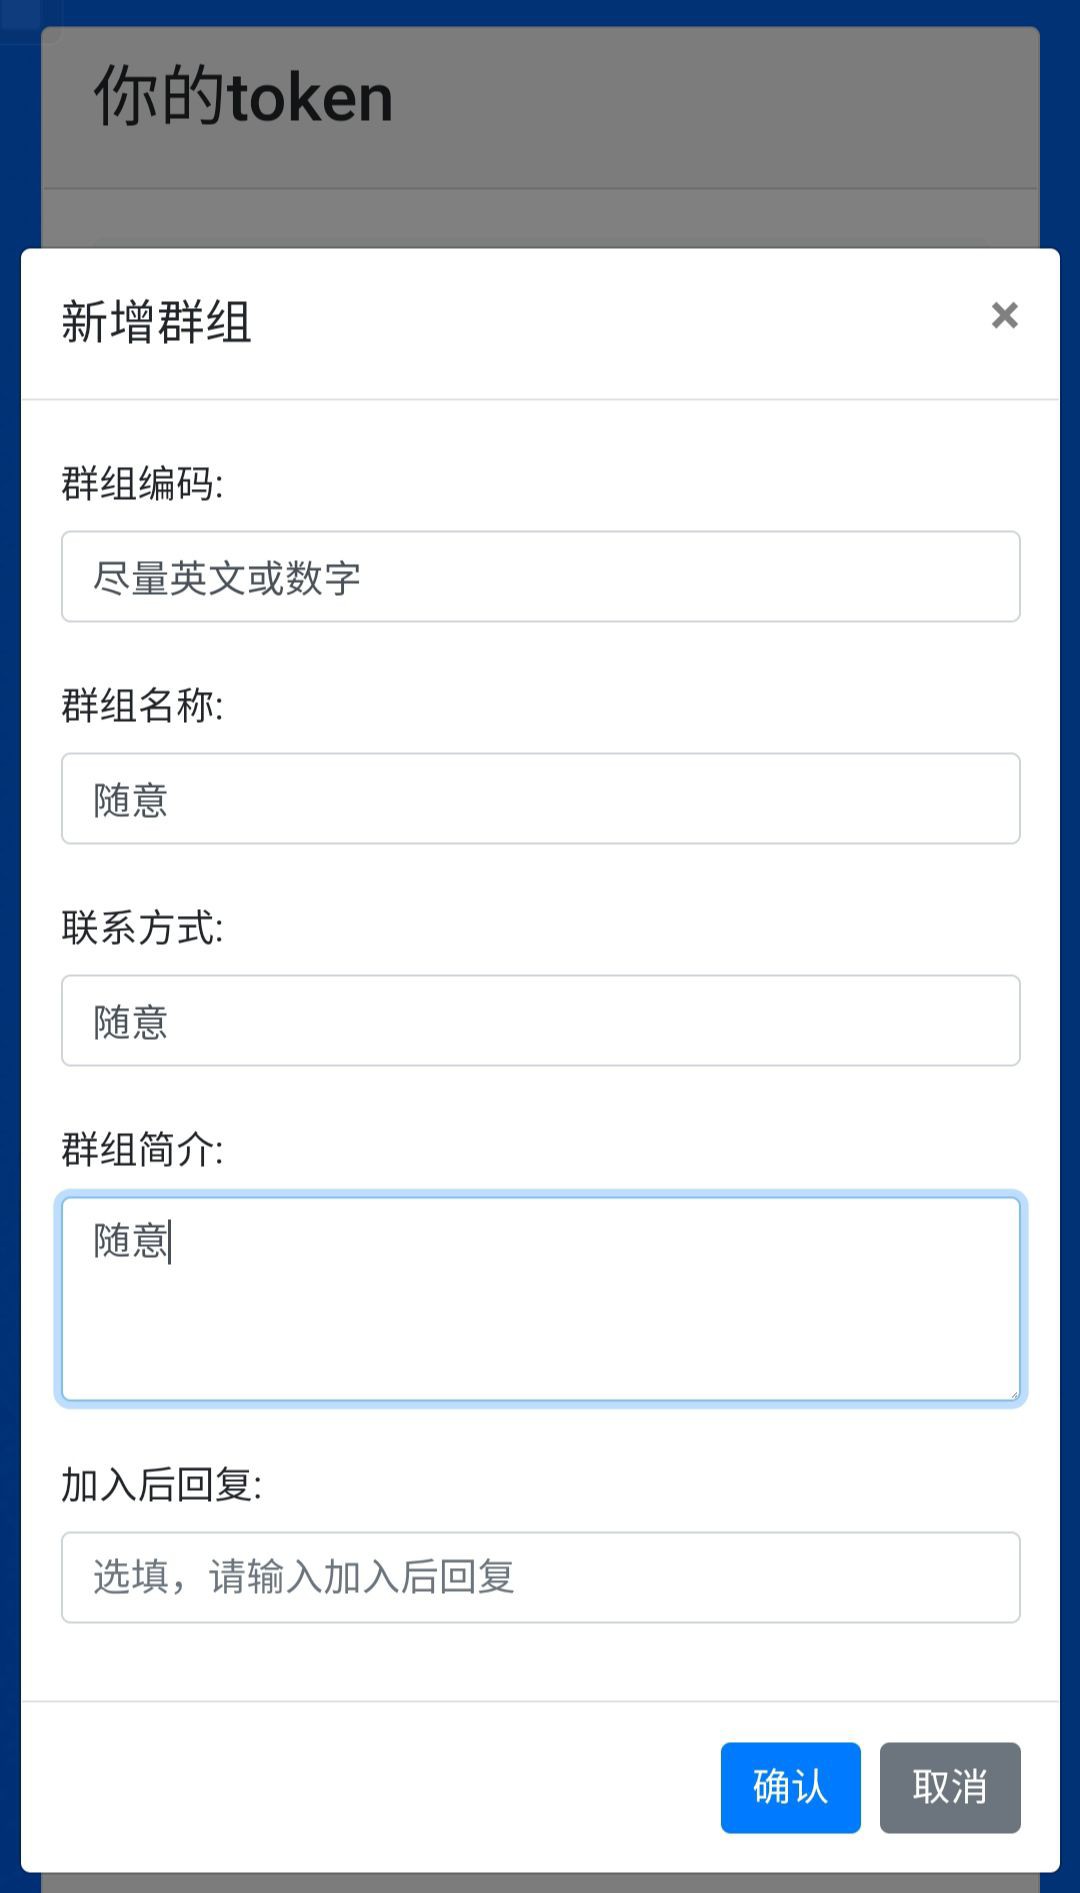 你的token
新增群组
×
群组编码:
尽量英文或数字
群组名称:
随意
联系方式:
随意
群组简介:
随意
加入后回复:
选填，请输入加入后回复
确认
取消